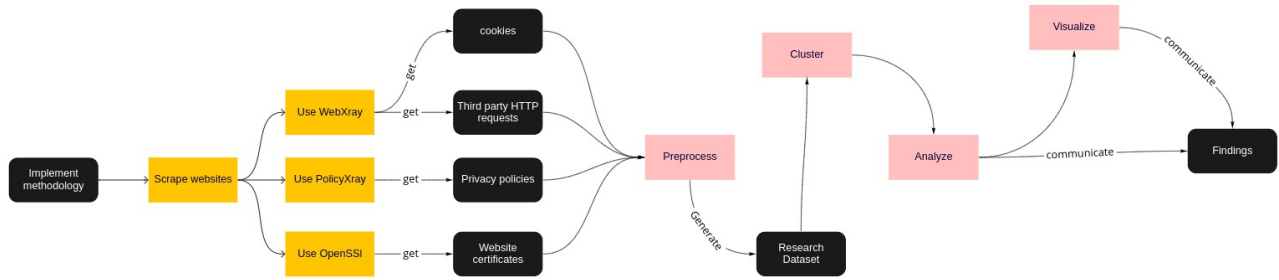 Implement
methodology
Scrape websites
Use WebXray
Use PolicyXray
Use OpenSSl
get
get
get
get
cookies
Third party HTTP
requests
Privacy policies
Website
certificates
Preprocess
Generate
Research
Dataset
Cluster
Analyze
Visualize
communicate
communicate
Findings